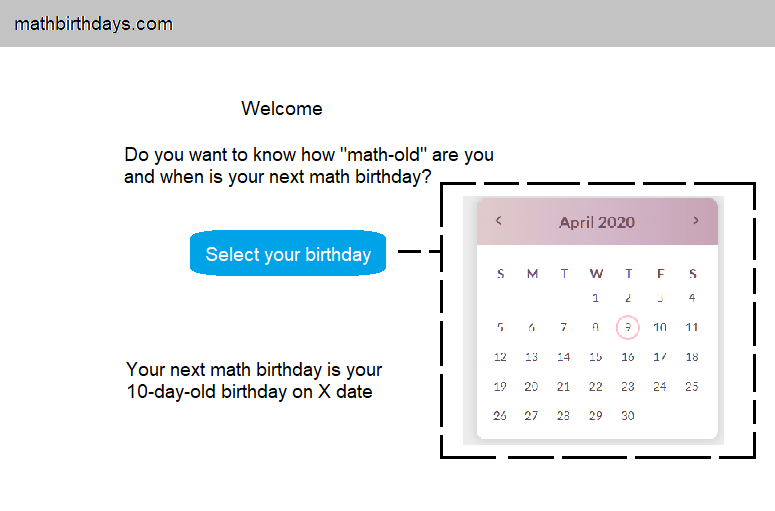 mathbirthdays.com
Welcome
Do you want to know how "math-old" are you
and when is your next math birthday?
Select your birthday
< April 2020 >
S M T W T F S
1 2 3 4
5 6 7 8 9 10 11
12 13 14 15 16 17 18
19 20 21 22 23 24 25
26 27 28 29 30
Your next math birthday is your
10-day-old birthday on X date